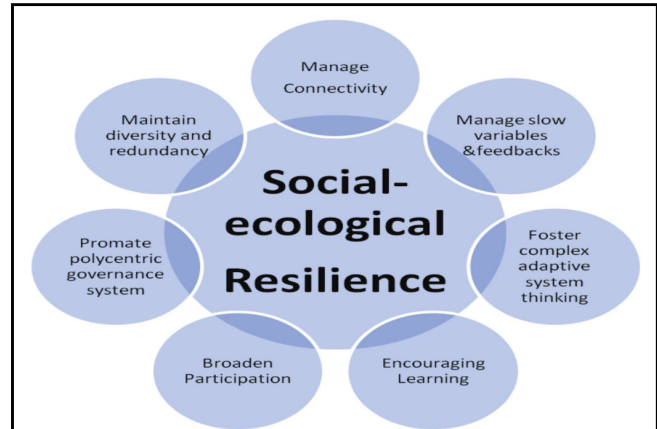 Manage
Connectivity
Maintain
diversity and
redundancy
Manage slow
variables
&feedbacks
Social-
ecological
Resilience
Promate
polycentric
governance
system
Foster
complex
adaptive
system
thinking
Broaden
Participation
Encouraging
Learning